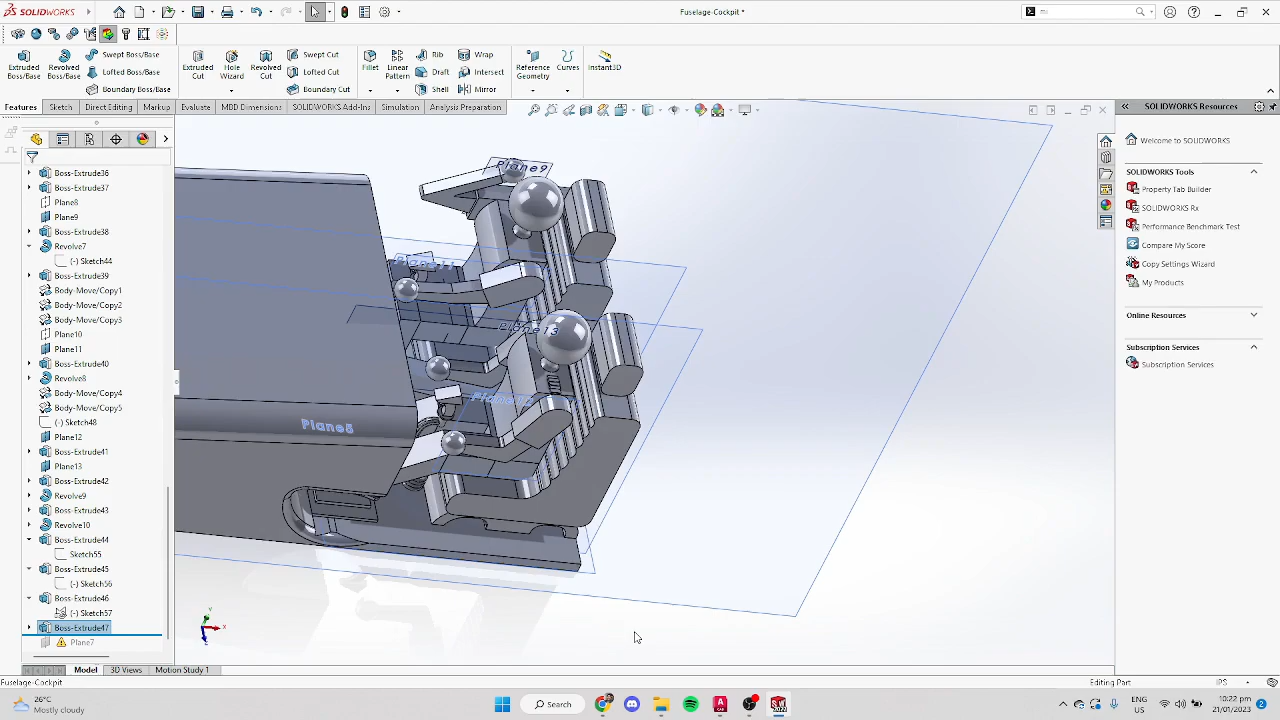 SOLIDWORKS
Fuselage-Cockpit *
Extruded Boss/Base
Revolved Boss/Base
Swept Boss/Base
Lofted Boss/Base
Boundary Boss/Base
Extruded Cut
Hole Wizard
Revolved Cut
Swept Cut
Lofted Cut
Boundary Cut
Fillet
Linear Pattern
Rib
Draft
Shell
Wrap
Intersect
Mirror
Reference Geometry
Curves
Instant3D
Features
Sketch
Direct Editing
Markup
Evaluate
MBD Dimensions
SOLIDWORKS Add-Ins
Simulation
Analysis Preparation
Boss-Extrude36
Boss-Extrude37
Plane8
Plane9
Boss-Extrude38
Revolve7
(-) Sketch44
Boss-Extrude39
Body-Move/Copy1
Body-Move/Copy2
Body-Move/Copy3
Plane10
Plane11
Boss-Extrude40
Revolve8
Body-Move/Copy4
Body-Move/Copy5
(-) Sketch48
Plane12
Boss-Extrude41
Plane13
Boss-Extrude42
Revolve9
Boss-Extrude43
Revolve10
Boss-Extrude44
Sketch55
Boss-Extrude45
(-) Sketch56
Boss-Extrude46
(-) Sketch57
Boss-Extrude47
Plane7
Plane9
Plane11
Plane13
Plane5
SOLIDWORKS Resources
Welcome to SOLIDWORKS
SOLIDWORKS Tools
Property Tab Builder
SOLIDWORKS Rx
Performance Benchmark Test
Compare My Score
Copy Settings Wizard
My Products
Online Resources
Subscription Services
Subscription Services
Model
3D Views
Motion Study 1
Fuselage-Cockpit
Editing Part
IPS
26°C
Mostly cloudy
Search
ENG
US
10:22 pm
21/01/2023